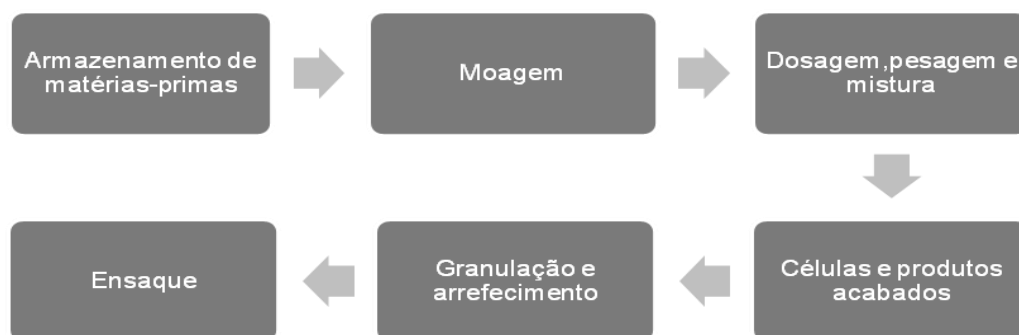 Armazenamento de
matérias-primas
Moagem
Dosagem ,pesagem e
mistura
Células e produtos
acabados
Granulação e
arrefecimento
Ensaque